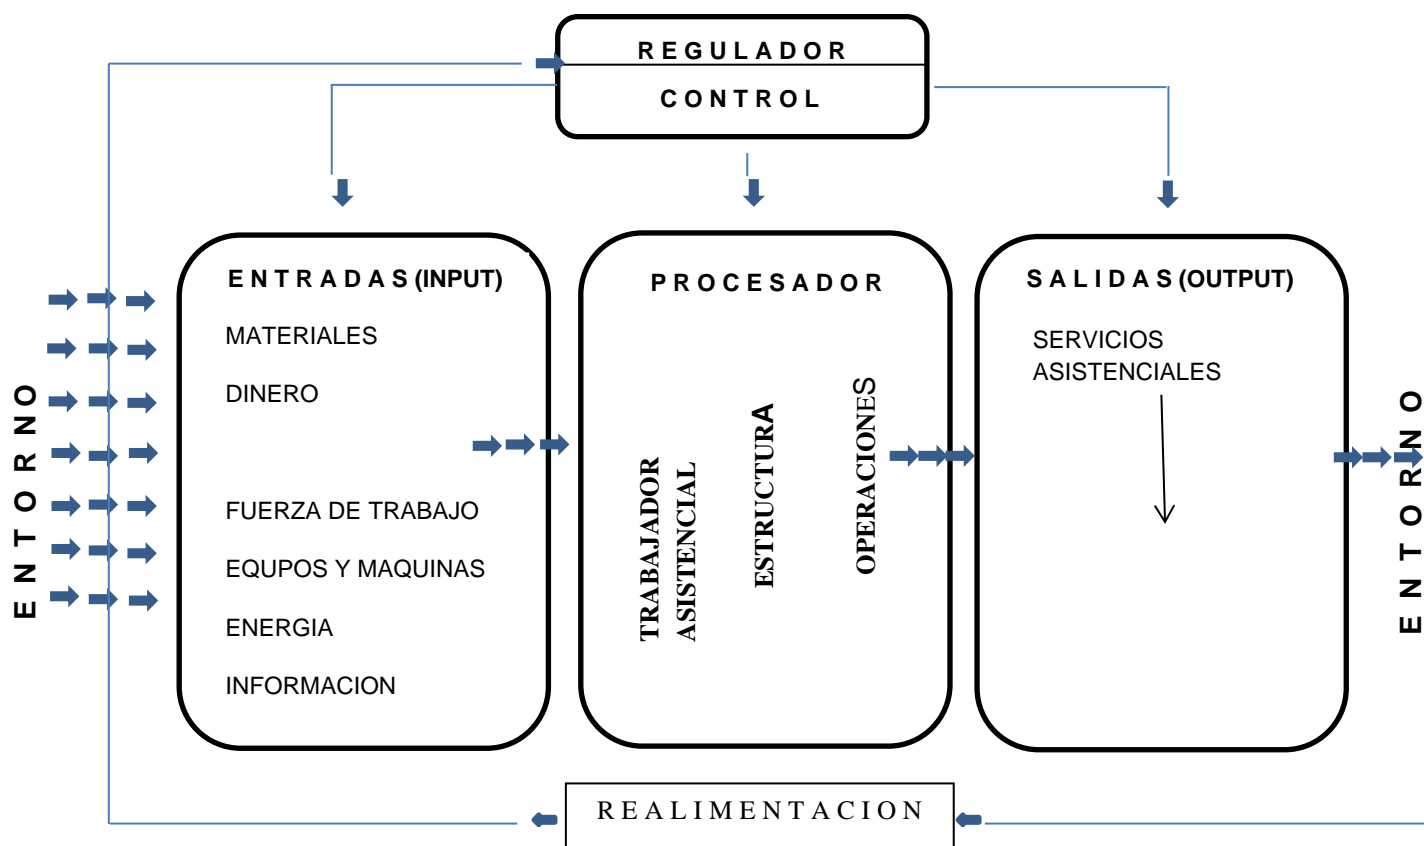 R E G U L A D O R
C O N T R O L
E N T R A D A S (INPUT)
MATERIALES
DINERO
FUERZA DE TRABAJO
EQUPOS Y MAQUINAS
ENERGIA
INFORMACION
P R O C E S A D O R
TRABAJADOR
ASISTENCIAL
ESTRUCTURA
OPERACIONES
S A L I D A S (OUTPUT)
SERVICIOS
ASISTENCIALES
E N T O R N O
E N T O R N O
R E A L I M E N T A C I O N